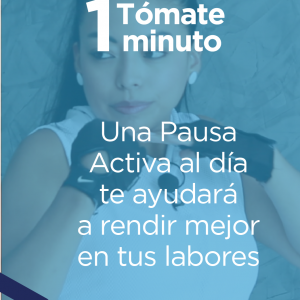 1 Tómate
minuto
Una Pausa
Activa al día
te ayudará
a rendir mejor
en tus labores